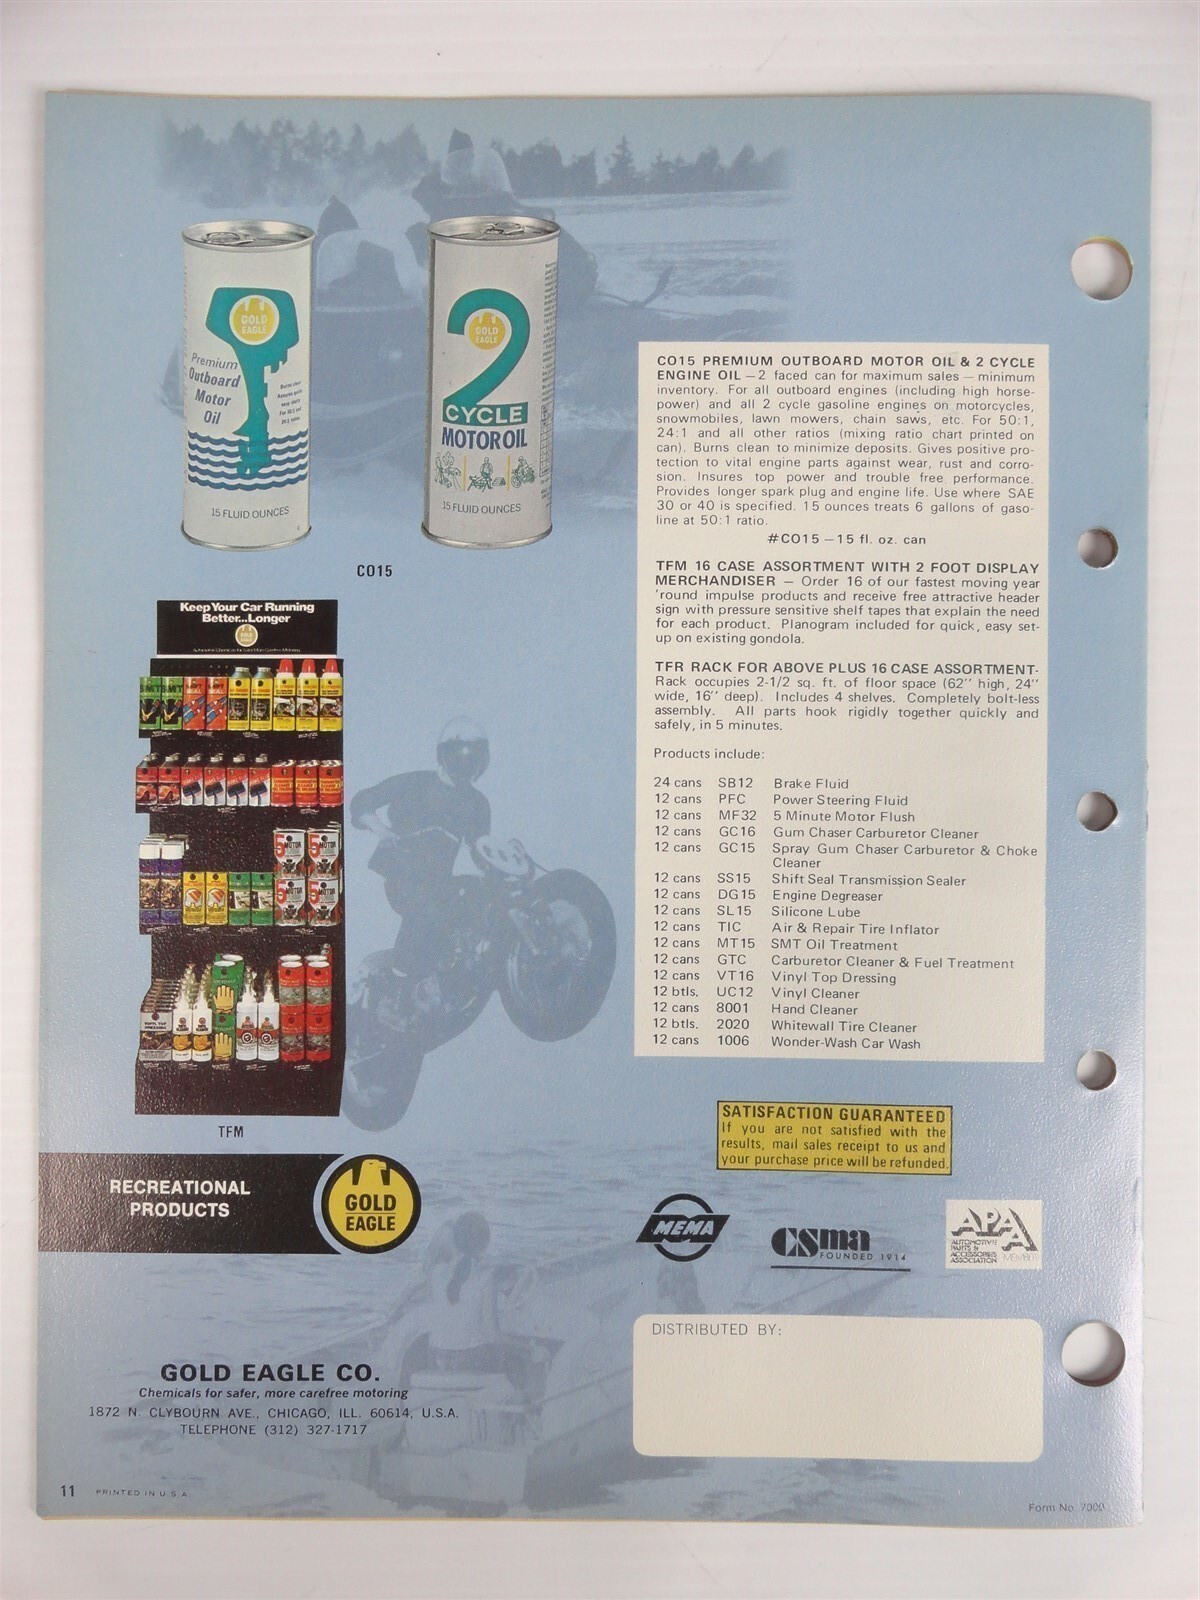 GOLD
EAGLE
Premium
Outboard
Motor
Oil
Burns clean
15 FLUID OUNCES
2
GOLD
EAGLE
CYCLE
MOTOR OIL
15 FLUID OUNCES
CO15
CO15 PREMIUM OUTBOARD MOTOR OIL & 2 CYCLE
ENGINE OIL — 2 faced can for maximum sales — minimum
inventory. For all outboard engines (including high horse-
power) and all 2 cycle gasoline engines on motorcycles,
snowmobiles, lawn mowers, chain saws, etc. For 50:1,
24:1 and all other ratios (mixing ratio chart printed on
can). Burns clean to minimize deposits. Gives positive pro-
tection to vital engine parts against wear, rust and corro-
sion. Insures top power and trouble free performance.
Provides longer spark plug and engine life. Use where SAE
30 or 40 is specified. 15 ounces treats 6 gallons of gaso-
line at 50:1 ratio.
#CO15 — 15 fl. oz. can
TFM 16 CASE ASSORTMENT WITH 2 FOOT DISPLAY
MERCHANDISER — Order 16 of our fastest moving year
'round impulse products and receive free attractive header
sign with pressure sensitive shelf tapes that explain the need
for each product. Planogram included for quick, easy set-
up on existing gondola.
TFR RACK FOR ABOVE PLUS 16 CASE ASSORTMENT-
Rack occupies 2-1/2 sq. ft. of floor space (62" high, 24"
wide, 16" deep). Includes 4 shelves. Completely bolt-less
assembly. All parts hook rigidly together quickly and
safely, in 5 minutes.
Products include:
24 cans SB12 Brake Fluid
12 cans PFC Power Steering Fluid
12 cans MF32 5 Minute Motor Flush
12 cans GC16 Gum Chaser Carburetor Cleaner
12 cans GC15 Spray Gum Chaser Carburetor & Choke
Cleaner
12 cans SS15 Shift Seal Transmission Sealer
12 cans DG15 Engine Degreaser
12 cans SL15 Silicone Lube
12 cans TIC Air & Repair Tire Inflator
12 cans MT15 SMT Oil Treatment
12 cans GTC Carburetor Cleaner & Fuel Treatment
12 cans VT16 Vinyl Top Dressing
12 btls. UC12 Vinyl Cleaner
12 cans 8001 Hand Cleaner
12 btls. 2020 Whitewall Tire Cleaner
12 cans 1006 Wonder-Wash Car Wash
Keep Your Car Running
Better...Longer
TFM
SATISFACTION GUARANTEED
If you are not satisfied with the
results, mail sales receipt to us and
your purchase price will be refunded.
RECREATIONAL
PRODUCTS
GOLD
EAGLE
MEMA
CSMA
FOUNDED 1914
APAA
AUTOMOTIVE
PARTS &
ACCESSORIES
ASSOCIATION
MEMBER
DISTRIBUTED BY:
GOLD EAGLE CO.
Chemicals for safer, more carefree motoring
1872 N. CLYBOURN AVE., CHICAGO, ILL. 60614, U.S.A.
TELEPHONE (312) 327-1717
11 PRINTED IN U.S.A.
Form No. 7000